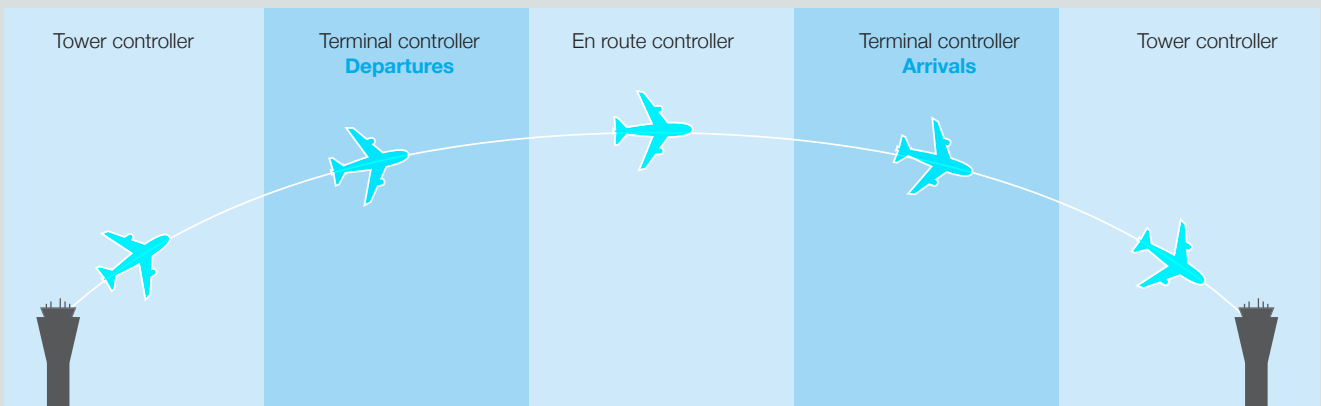 Tower controller
Terminal controller
Departures
En route controller
Terminal controller
Arrivals
Tower controller